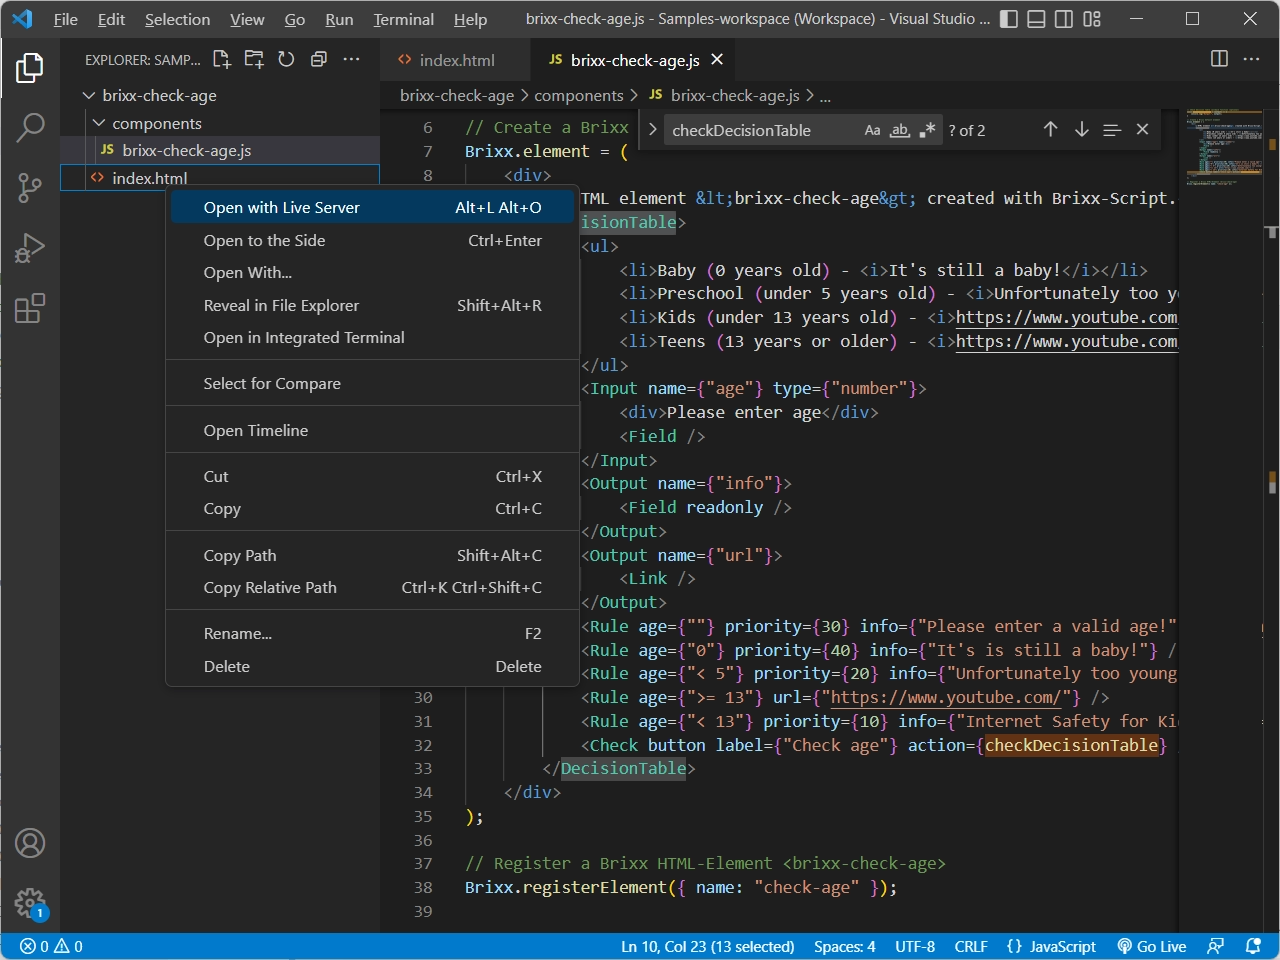 File Edit Selection View Go Run Terminal Help brixx-check-age.js - Samples-workspace (Workspace) - Visual Studio ...
EXPLORER: SAMP...
index.html
JS brixx-check-age.js
brixx-check-age
brixx-check-age > components > JS brixx-check-age.js > ...
components
JS brixx-check-age.js
index.html
checkDecisionTable Aa ab ? of 2
6 // Create a Brixx
7 Brixx.element = (
8 <div>
TML element &lt;brixx-check-age&gt; created with Brixx-Script.
isionTable>
<ul>
<li>Baby (0 years old) - <i>It's still a baby!</i></li>
<li>Preschool (under 5 years old) - <i>Unfortunately too
<li>Kids (under 13 years old) - <i>https://www.youtube.com
<li>Teens (13 years or older) - <i>https://www.youtube.com
</ul>
<Input name={"age"} type={"number"}>
<div>Please enter age</div>
<Field />
</Input>
<Output name={"info"}>
<Field readonly />
</Output>
<Output name={"url"}>
<Link />
</Output>
<Rule age={""} priority={30} info={"Please enter a valid age!"
<Rule age={"0"} priority={40} info={"It's is still a baby!"} /
<Rule age={"< 5"} priority={20} info={"Unfortunately too young
30 <Rule age={">= 13"} url={"https://www.youtube.com/"} />
31 <Rule age={"< 13"} priority={10} info={"Internet Safety for
32 <Check button label={"Check age"} action={checkDecisionTable}
33 </DecisionTable>
34 </div>
35 );
36
37 // Register a Brixx HTML-Element <brixx-check-age>
38 Brixx.registerElement({ name: "check-age" });
39
Open with Live Server Alt+L Alt+O
Open to the Side Ctrl+Enter
Open With...
Reveal in File Explorer Shift+Alt+R
Open in Integrated Terminal
Select for Compare
Open Timeline
Cut Ctrl+X
Copy Ctrl+C
Copy Path Shift+Alt+C
Copy Relative Path Ctrl+K Ctrl+Shift+C
Rename... F2
Delete Delete
1
0 0 Ln 10, Col 23 (13 selected) Spaces: 4 UTF-8 CRLF {} JavaScript Go Live